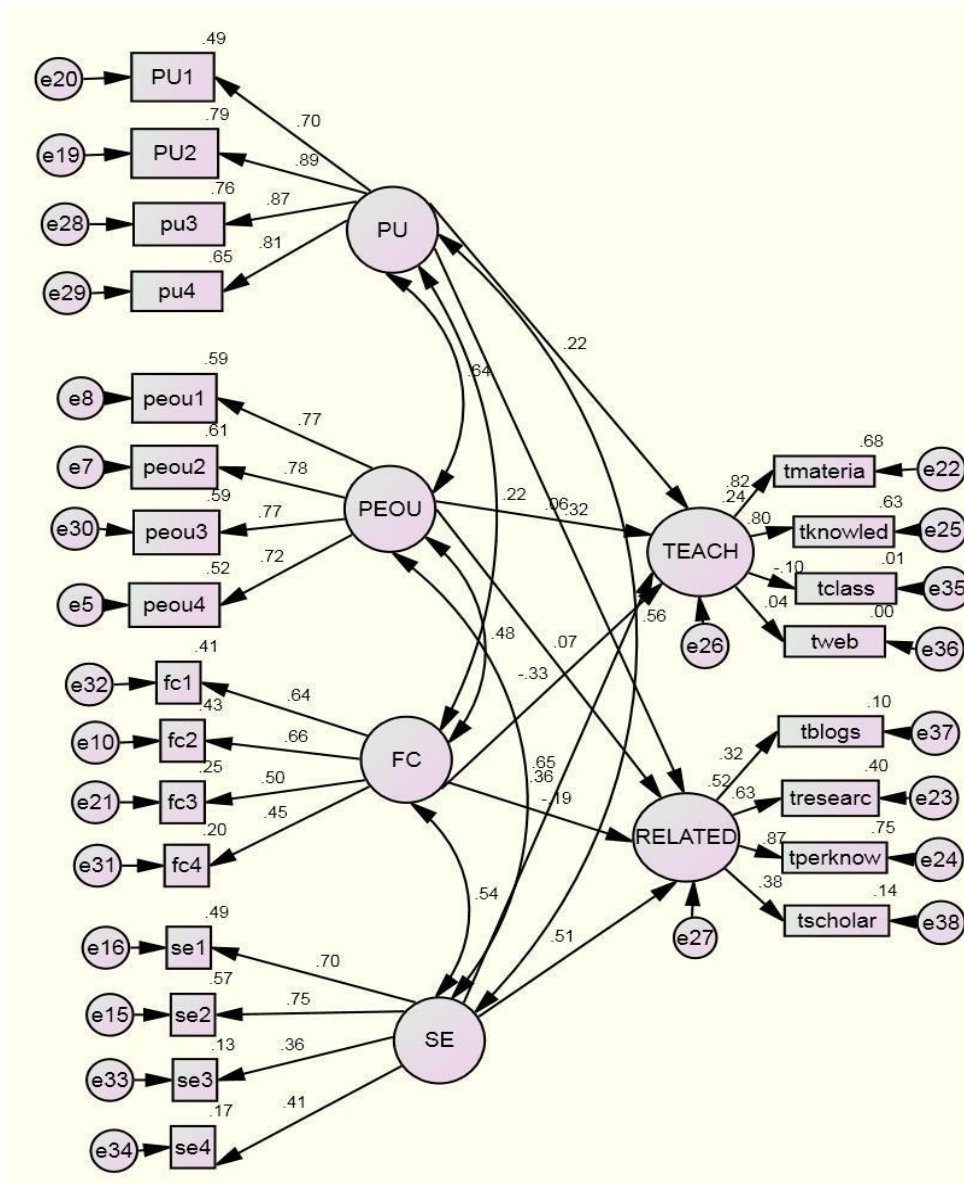 .49
e20
PU1
.70
.79
e19
PU2
.89
.76
e28
pu3
.87
PU
.65
.81
e29
pu4
.22
.64
.59
e8
peou1
.77
.61
e7
peou2
.78
.59
PEOU
e30
peou3
.77
.72
.52
e5
peou4
.22
.06
.32
.68
tmateria
e22
.82
.24
.63
.80
tknowled
e25
TEACH
-.10
.01
tclass
e35
.04
.00
tweb
e36
.56
e26
.48
.07
-.33
.41
e32
fc1
.64
.43
e10
fc2
.66
FC
.25
e21
fc3
.50
.45
.20
e31
fc4
.65
.36
-.19
.10
tblogs
e37
.32
.52
.40
.63
tresearc
e23
RELATED
.75
.87
tperknow
e24
.38
.14
tscholar
e38
e27
.54
.51
.49
e16
se1
.70
.57
e15
se2
.75
SE
.13
e33
se3
.36
.41
.17
e34
se4